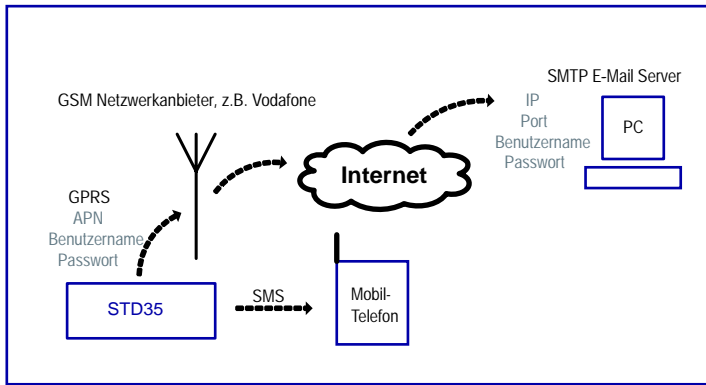 SMTP E-Mail Server
GSM Netzwerkanbieter, z.B. Vodafone
IP
Port
Benutzername
Passwort
PC
Internet
GPRS
APN
Benutzername
Passwort
STD35
SMS
Mobil-
Telefon